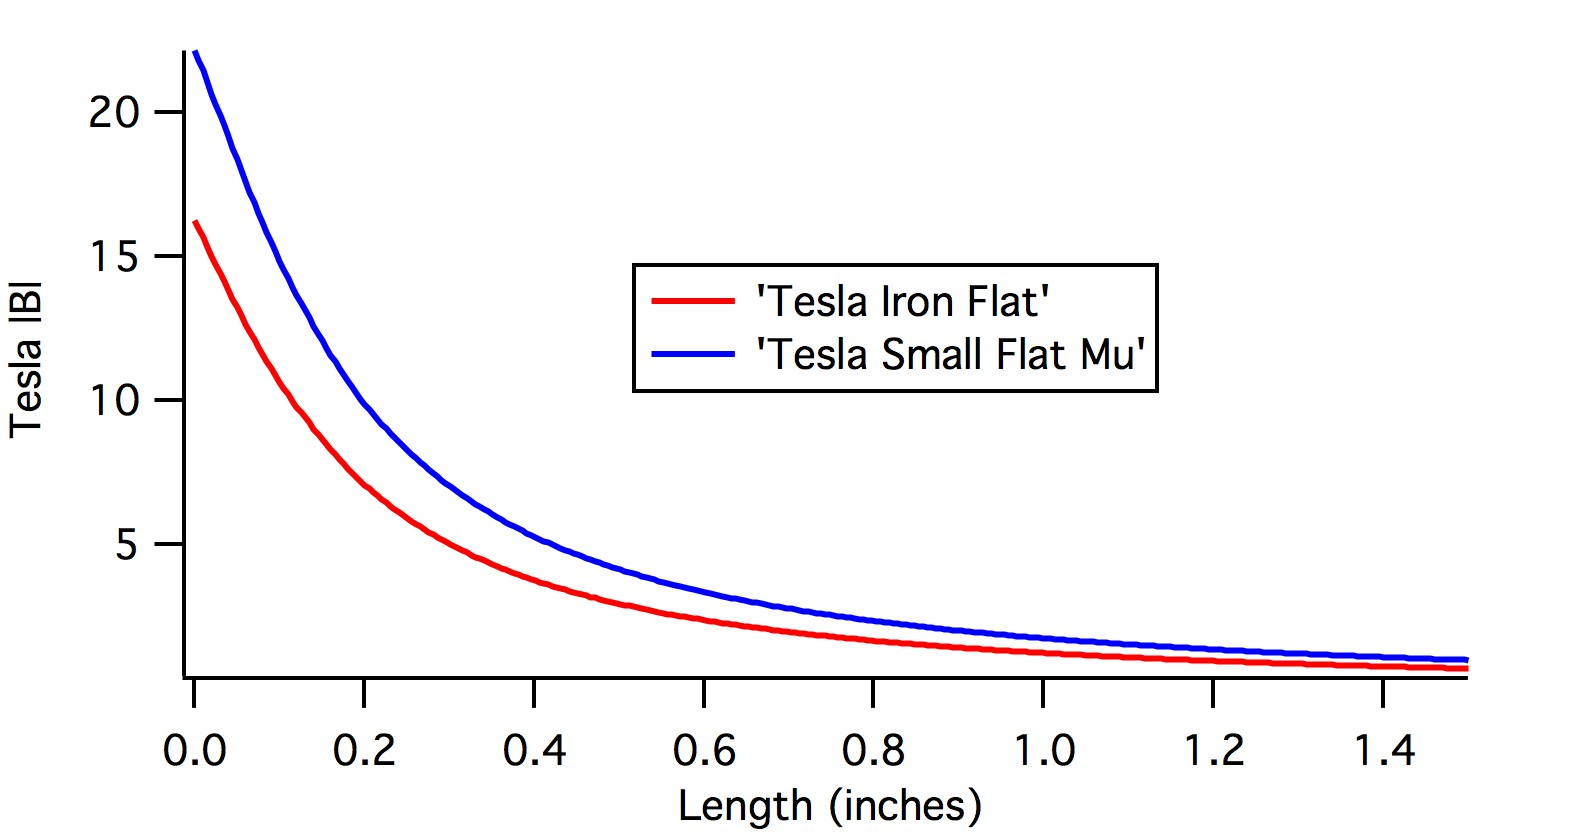 20
15
10
5
Tesla |B|
'Tesla Iron Flat'
'Tesla Small Flat Mu'
0.0 0.2 0.4 0.6 0.8 1.0 1.2 1.4
Length (inches)